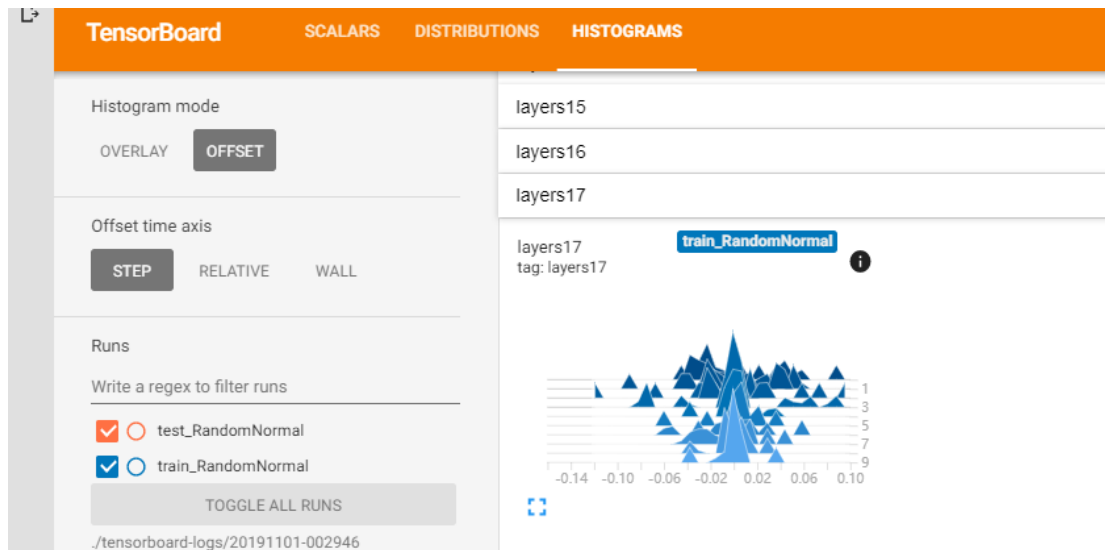 TensorBoard SCALARS DISTRIBUTIONS HISTOGRAMS
Histogram mode
OVERLAY OFFSET
Offset time axis
STEP RELATIVE WALL
Runs
Write a regex to filter runs
test_RandomNormal
train_RandomNormal
TOGGLE ALL RUNS
./tensorboard-logs/20191101-002946
layers15
layers16
layers17
layers17 train_RandomNormal
tag: layers17
1
3
5
7
9
-0.14 -0.10 -0.06 -0.02 0.02 0.06 0.10